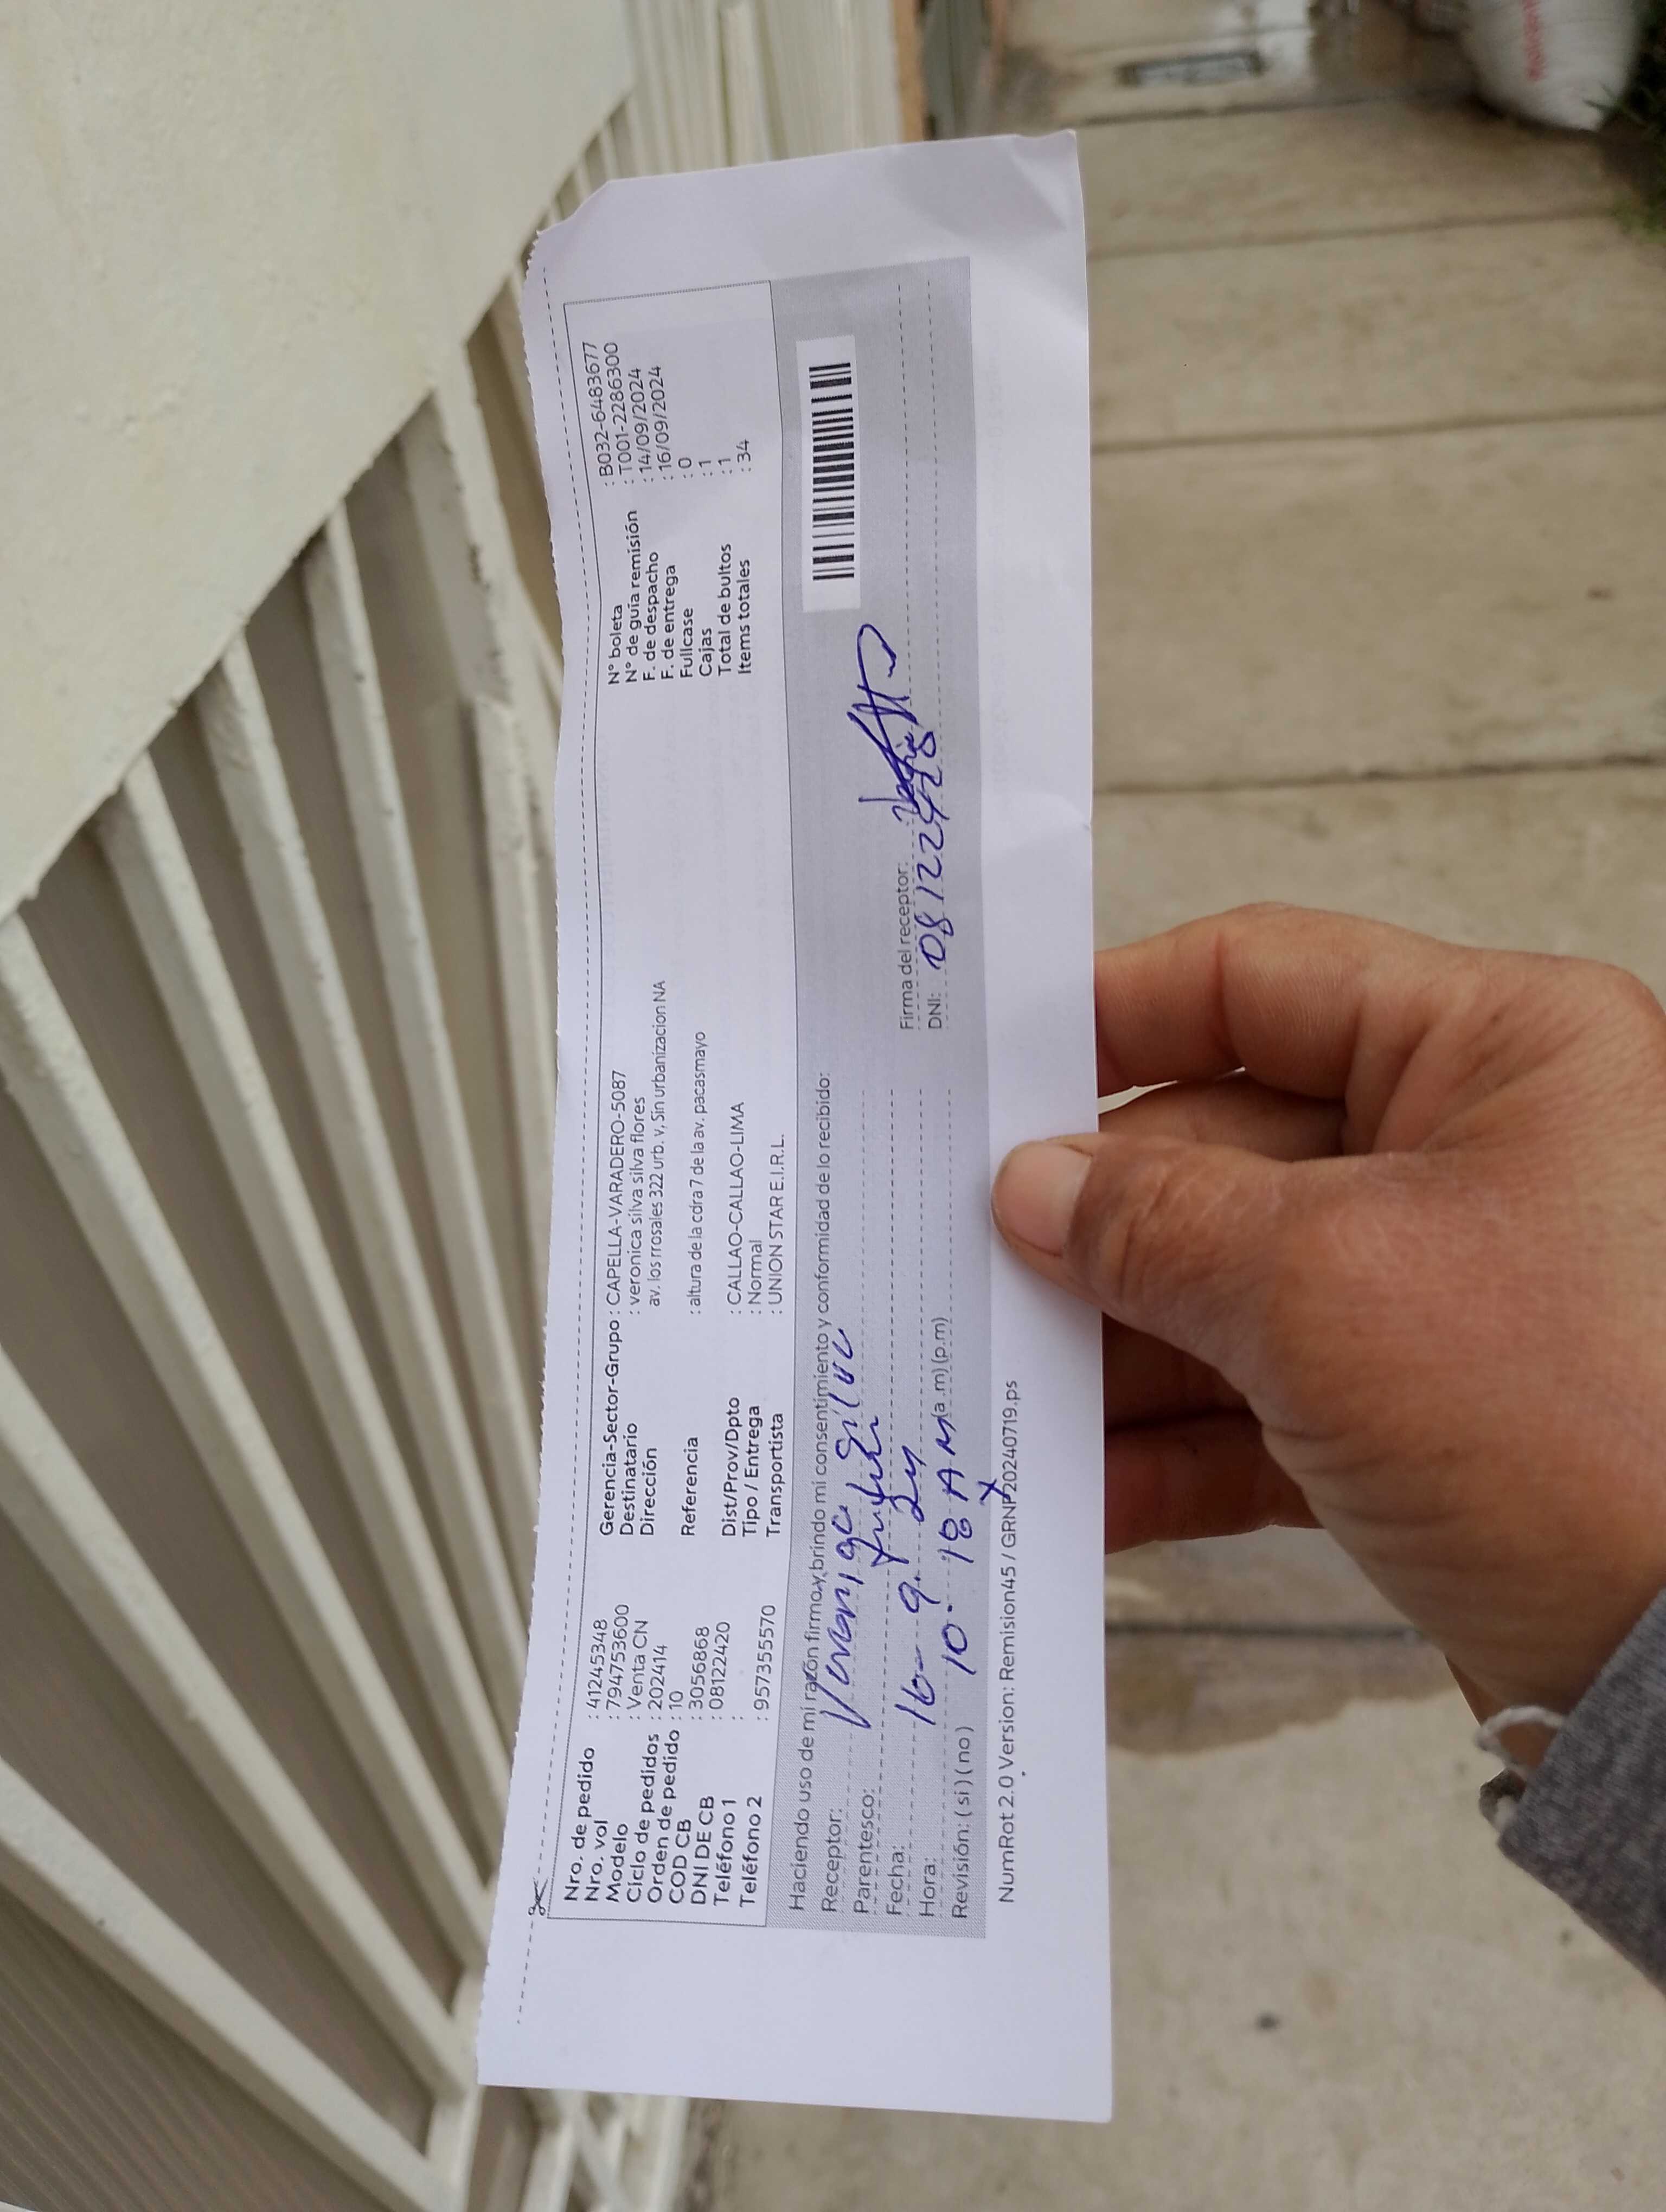 Nro. de pedido : 41245348
Nro. vol : 794753600
Modelo : Venta CN
Ciclo de pedidos : 202414
Orden de pedido : 10
COD CB : 3056868
DNI DE CB : 08122420
Teléfono 1 :
Teléfono 2 : 957355570
Gerencia-Sector-Grupo : CAPELLA-VARADERO-5087
Destinatario : veronica silva silva flores
Dirección av. los rrosales 322 urb. v, Sin urbanizacion NA
Referencia : altura de la cdra 7 de la av. pacasmayo
Dist/Prov/Dpto : CALLAO-CALLAO-LIMA
Tipo / Entrega : Normal
Transportista : UNION STAR E.I.R.L.
N° boleta : B032-6483677
N° de guía remisión : T001-2286300
F. de despacho : 14/09/2024
F. de entrega : 16/09/2024
Fullcase : 0
Cajas : 1
Total de bultos : 1
Items totales : 34
Haciendo uso de mi razón firmo y brindo mi consentimiento y conformidad de lo recibido:
Receptor: Veronica Silva
Parentesco:
Fecha: 16-9.24
Hora: 10.18 AM (a.m) (p.m)
Revisión: ( si ) ( no ) x
Firma del receptor:
DNI: 08122420
NumRot 2.0 Version: Remision45 / GRNP20240719.ps